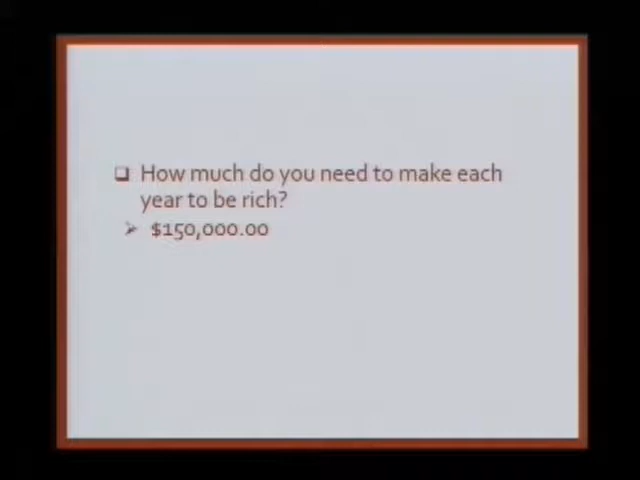 How much do you need to make each
year to be rich?
$150,000.00